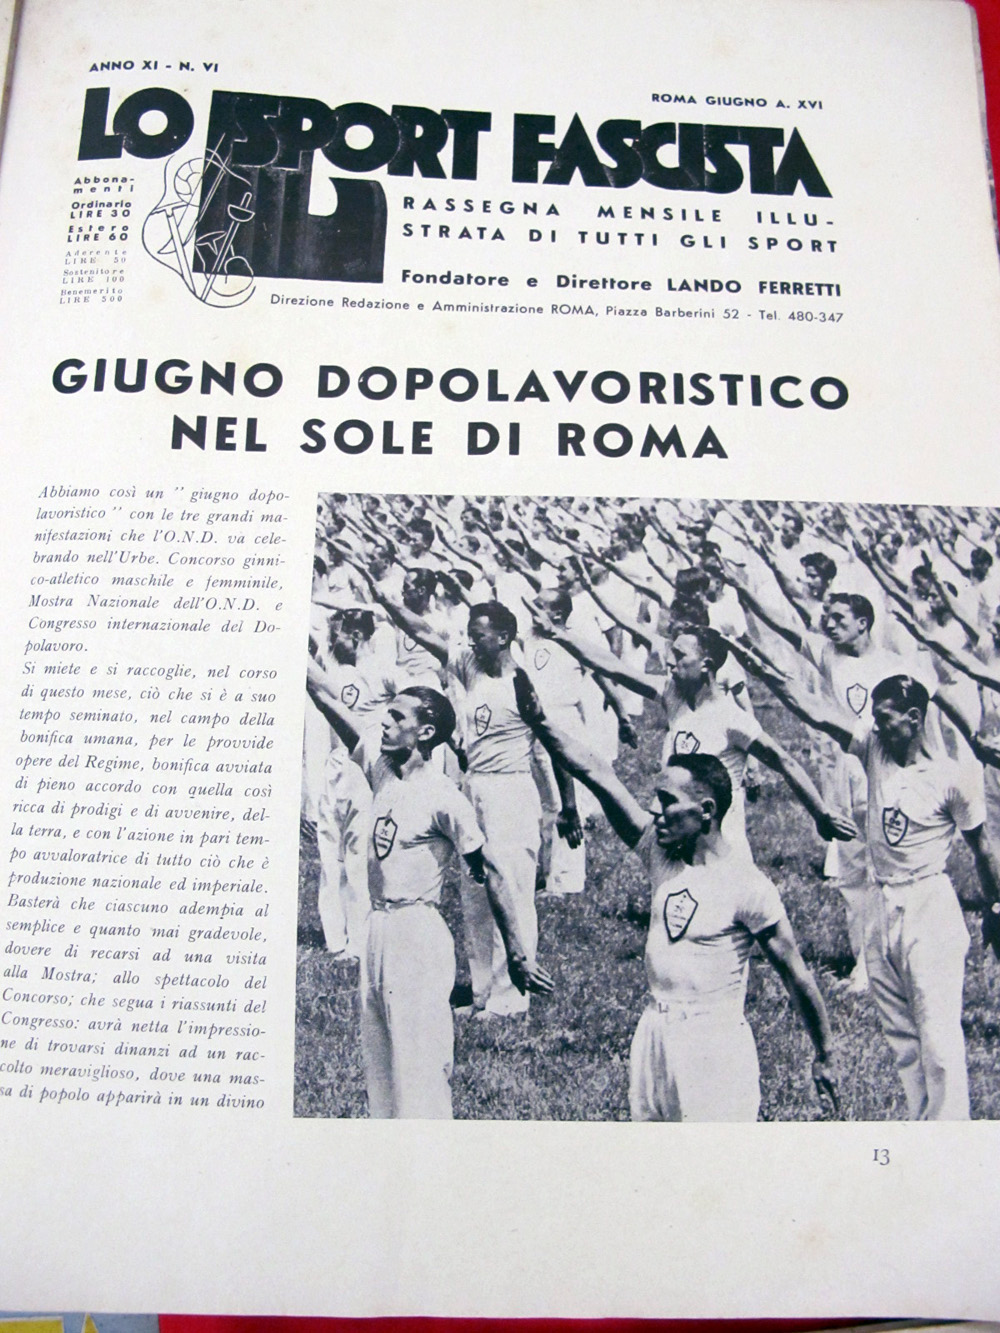 ANNO XI - N. VI
ROMA GIUGNO A. XVI
LO SPORT FASCISTA
Abbona-
menti
Ordinario
LIRE 30
Estero
LIRE 60
Aderente
LIRE 50
Sostenitore
LIRE 100
Benemerito
LIRE 500
RASSEGNA MENSILE ILLU-
STRATA DI TUTTI GLI SPORT
Fondatore e Direttore LANDO FERRETTI
Direzione Redazione e Amministrazione ROMA, Piazza Barberini 52 - Tel. 480-347
GIUGNO DOPOLAVORISTICO
NEL SOLE DI ROMA
Abbiamo così un " giugno dopo-
lavoristico " con le tre grandi ma-
nifestazioni che l'O.N.D. va cele-
brando nell'Urbe. Concorso ginni-
co-atletico maschile e femminile,
Mostra Nazionale dell'O.N.D. e
Congresso internazionale del Do-
polavoro.
Si miete e si raccoglie, nel corso
di questo mese, ciò che si è a suo
tempo seminato, nel campo della
bonifica umana, per le provvide
opere del Regime, bonifica avviata
di pieno accordo con quella così
ricca di prodigi e di avvenire, del-
la terra, e con l'azione in pari tem-
po avvaloratrice di tutto ciò che è
produzione nazionale ed imperiale.
Basterà che ciascuno adempia al
semplice e quanto mai gradevole,
dovere di recarsi ad una visita
alla Mostra; allo spettacolo del
Concorso; che segua i riassunti del
Congresso: avrà netta l'impressio-
ne di trovarsi dinanzi ad un rac-
colto meraviglioso, dove una mas-
sa di popolo apparirà in un divino
13